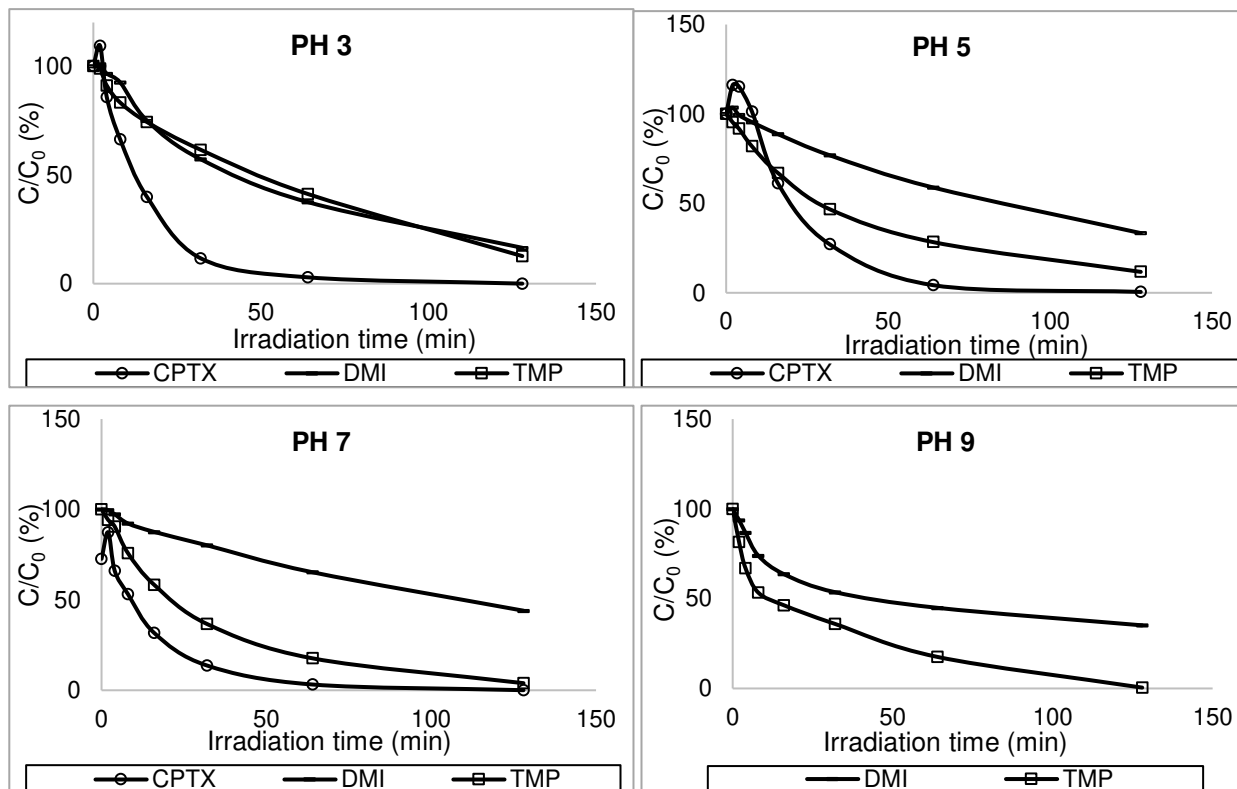 PH 3
C/C0 (%)
100
50
0
0 50 100 150
Irradiation time (min)
CPTX DMI TMP
PH 5
C/C0 (%)
150
100
50
0
0 50 100 150
Irradiation time (min)
CPTX DMI TMP
PH 7
C/C0 (%)
150
100
50
0
0 50 100 150
Irradiation time (min)
CPTX DMI TMP
PH 9
C/C0 (%)
150
100
50
0
0 50 100 150
Irradiation time (min)
DMI TMP